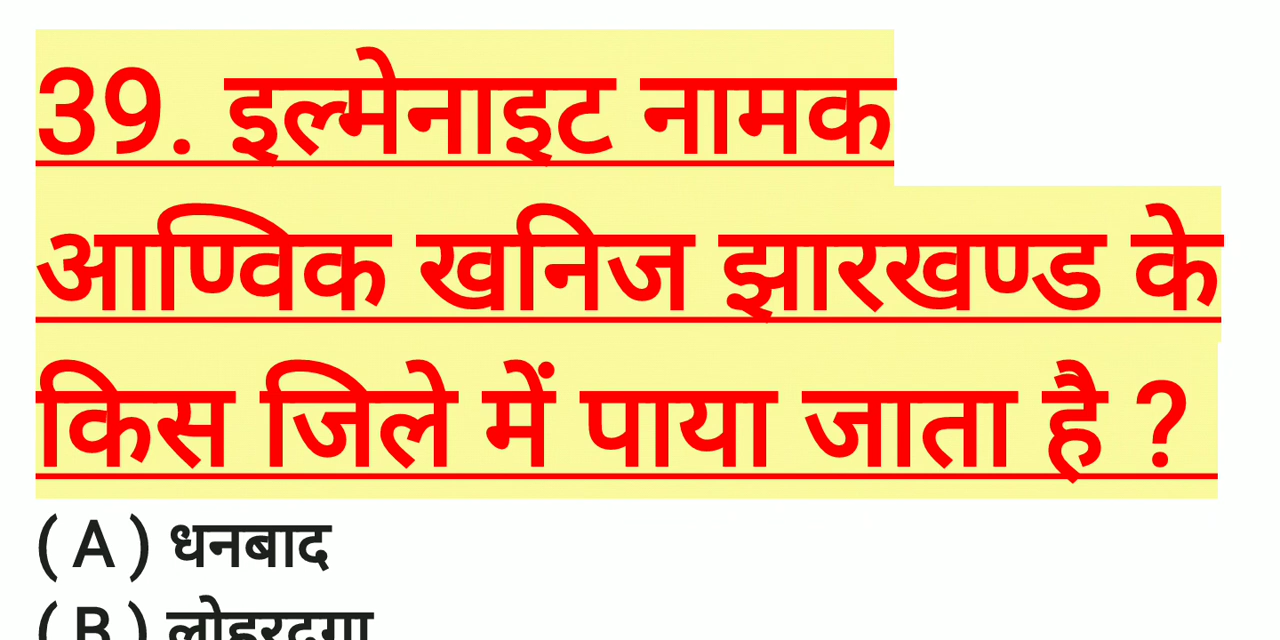 39. इल्मेनाइट नामक
आण्विक खनिज झारखण्ड के
किस जिले में पाया जाता है ?
( A ) धनबाद
( B ) लोहरदगा